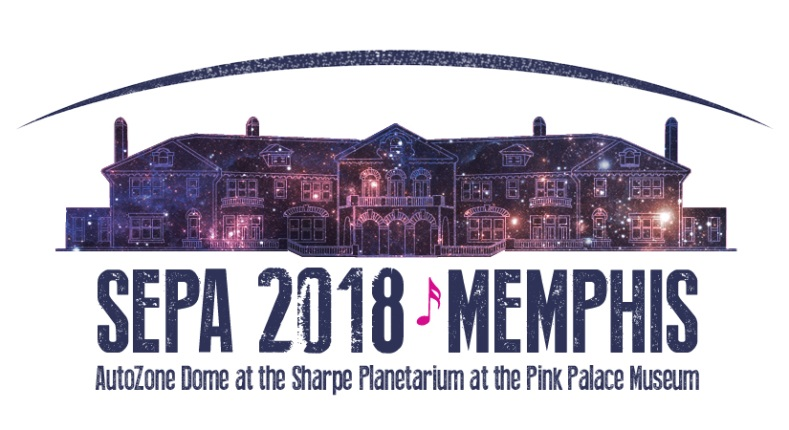 SEPA 2018 MEMPHIS
AutoZone Dome at the Sharpe Planetarium at the Pink Palace Museum